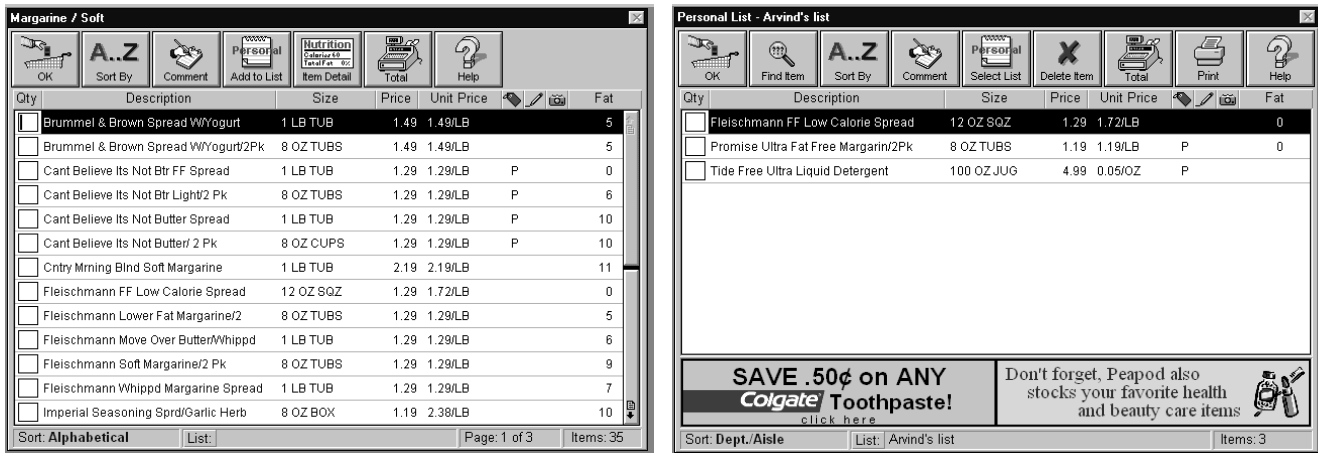 Margarine / Soft
OK
A..Z Sort By
Comment
Personal Add to List
Nutrition Calories 60 Total Fat 0% Item Detail
Total
Help
Qty Description Size Price Unit Price Fat
Brummel & Brown Spread W/Yogurt 1 LB TUB 1.49 1.49/LB 5
Brummel & Brown Spread W/Yogurt/2Pk 8 OZ TUBS 1.49 1.49/LB 5
Cant Believe Its Not Btr FF Spread 1 LB TUB 1.29 1.29/LB P 0
Cant Believe Its Not Btr Light/2 Pk 8 OZ TUBS 1.29 1.29/LB P 6
Cant Believe Its Not Butter Spread 1 LB TUB 1.29 1.29/LB P 10
Cant Believe Its Not Butter/ 2 Pk 8 OZ CUPS 1.29 1.29/LB P 10
Cntry Mrning Blnd Soft Margarine 1 LB TUB 2.19 2.19/LB 11
Fleischmann FF Low Calorie Spread 12 OZ SQZ 1.29 1.72/LB 0
Fleischmann Lower Fat Margarine/2 8 OZ TUBS 1.29 1.29/LB 5
Fleischmann Move Over Butter/Whippd 1 LB TUB 1.29 1.29/LB 6
Fleischmann Soft Margarine/2 Pk 8 OZ TUBS 1.29 1.29/LB 9
Fleischmann Whippd Margarine Spread 1 LB TUB 1.29 1.29/LB 7
Imperial Seasoning Sprd/Garlic Herb 8 OZ BOX 1.19 2.38/LB 10
Sort: Alphabetical List: Page: 1 of 3 Items: 35
Personal List - Arvind's list
OK
Find Item
A..Z Sort By
Comment
Personal Select List
Delete Item
Total
Print
Help
Qty Description Size Price Unit Price Fat
Fleischmann FF Low Calorie Spread 12 OZ SQZ 1.29 1.72/LB 0
Promise Ultra Fat Free Margarin/2Pk 8 OZ TUBS 1.19 1.19/LB P 0
Tide Free Ultra Liquid Detergent 100 OZ JUG 4.99 0.05/OZ P
SAVE .50¢ on ANY
Colgate Toothpaste!
click here
Don't forget, Peapod also
stocks your favorite health
and beauty care items
Sort: Dept./Aisle List: Arvind's list Items: 3